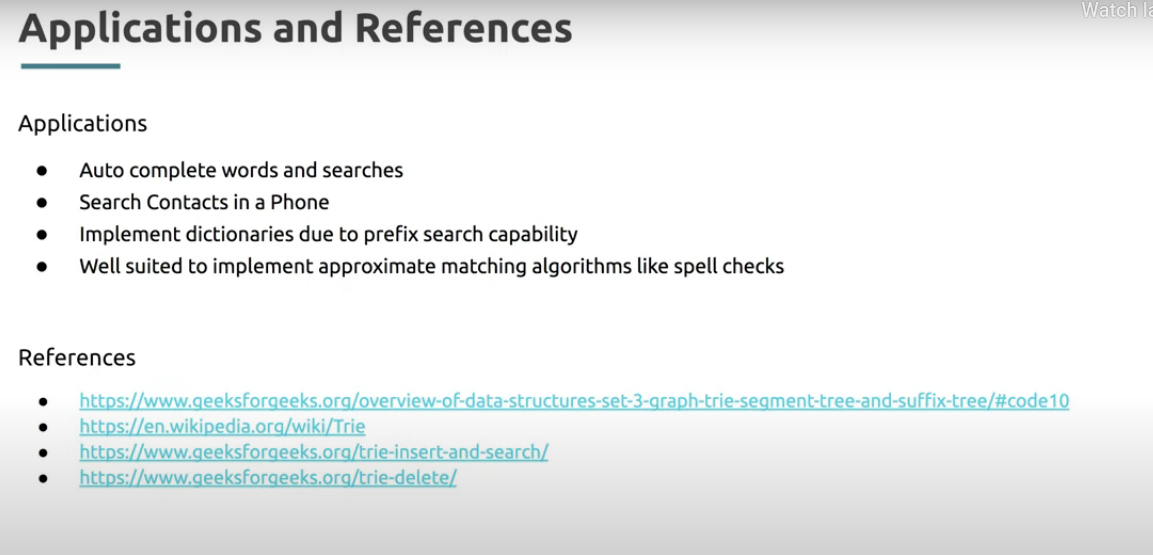 Watch la
Applications and References
Applications
● Auto complete words and searches
● Search Contacts in a Phone
● Implement dictionaries due to prefix search capability
● Well suited to implement approximate matching algorithms like spell checks
References
● https://www.geeksforgeeks.org/overview-of-data-structures-set-3-graph-trie-segment-tree-and-suffix-tree/#code10
● https://en.wikipedia.org/wiki/Trie
● https://www.geeksforgeeks.org/trie-insert-and-search/
● https://www.geeksforgeeks.org/trie-delete/